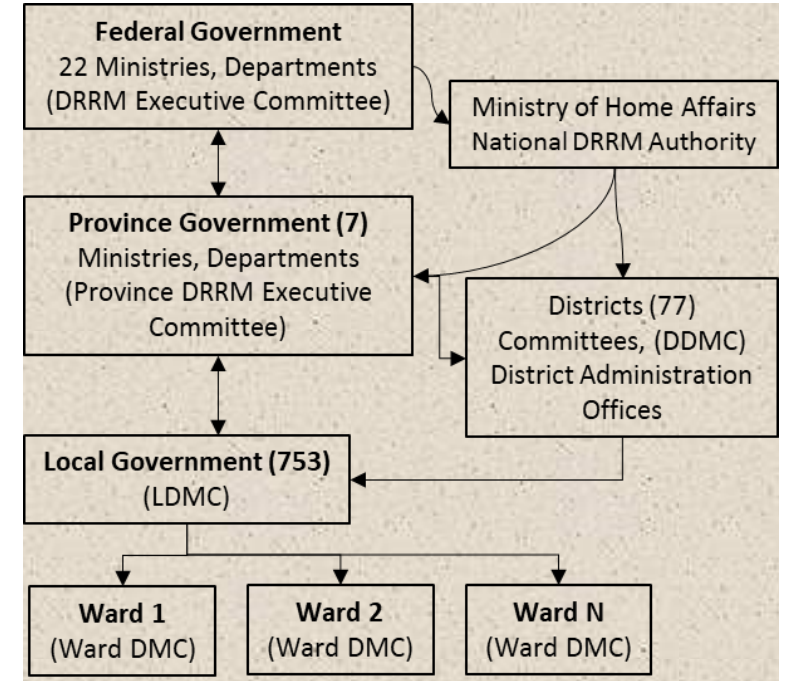 Federal Government
22 Ministries, Departments
(DRRM Executive Committee)
Ministry of Home Affairs
National DRRM Authority
Province Government (7)
Ministries, Departments
(Province DRRM Executive
Committee)
Districts (77)
Committees, (DDMC)
District Administration
Offices
Local Government (753)
(LDMC)
Ward 1
(Ward DMC)
Ward 2
(Ward DMC)
Ward N
(Ward DMC)